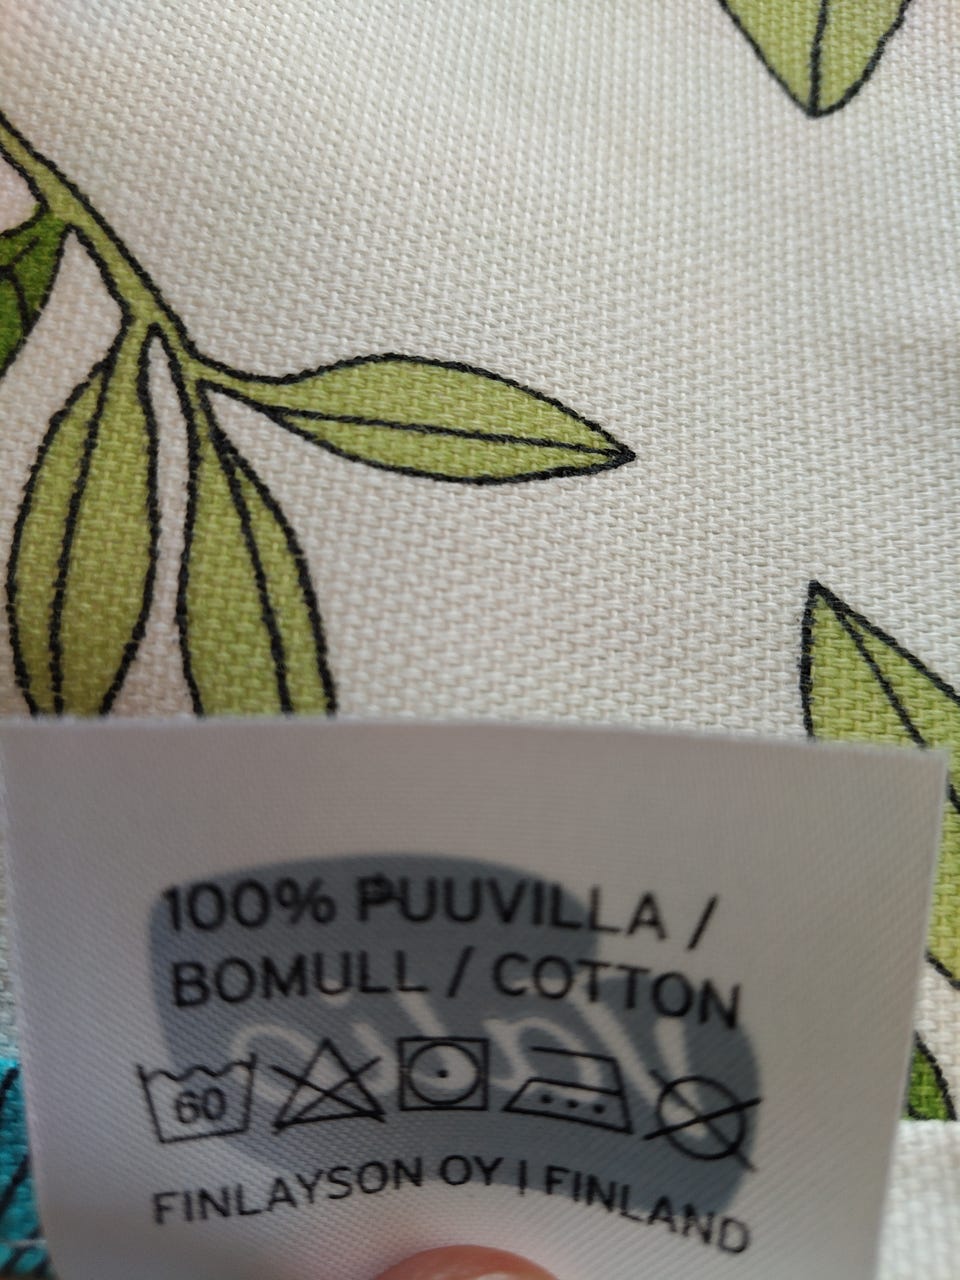 100% PUUVILLA /
BOMULL / COTTON
60
FINLAYSON OY | FINLAND